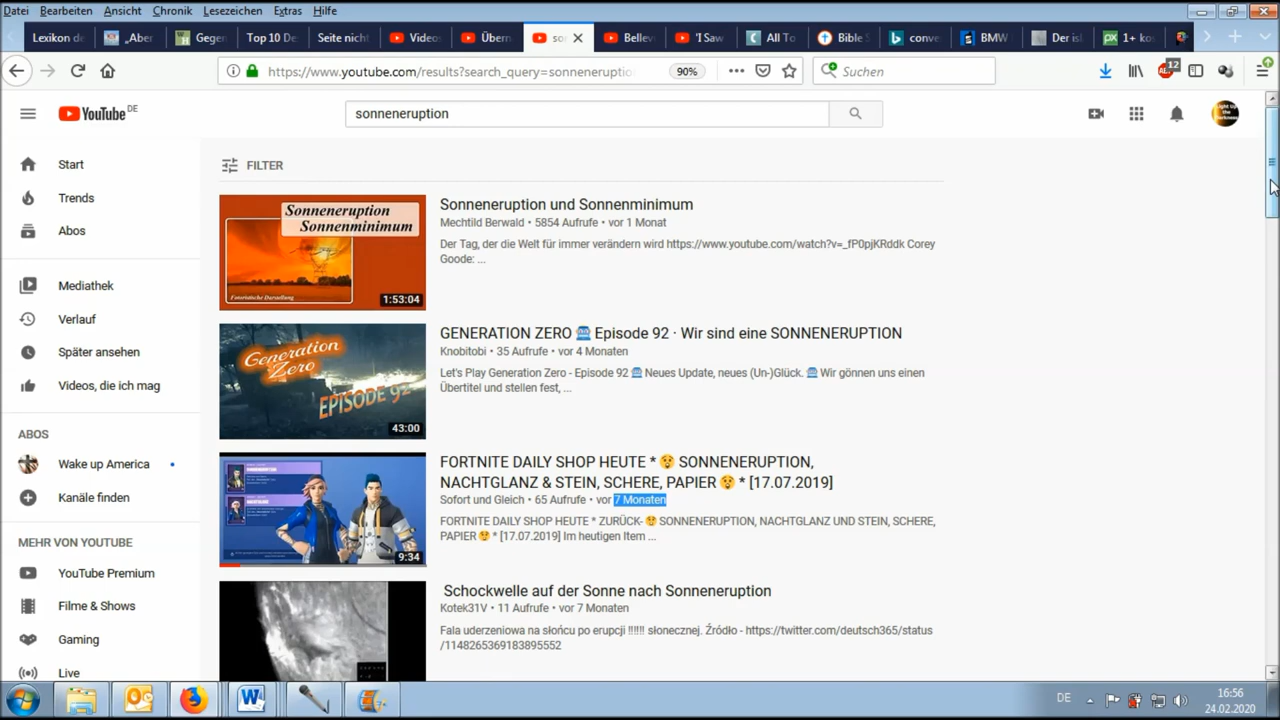 Datei Bearbeiten Ansicht Chronik Lesezeichen Extras Hilfe
Lexikon de „Aber Gegen Top 10 De Seite nicht Video Übern so Bellev 'I Saw All To Bible conve BMW Der isl 1+ ko
https://www.youtube.com/results?search_query=sonneneruptio 90% Suchen 12
YouTube DE sonneneruption
Start
Trends
Abos
Mediathek
Verlauf
Später ansehen
Videos, die ich mag
ABOS
Wake up America
Kanäle finden
MEHR VON YOUTUBE
YouTube Premium
Filme & Shows
Gaming
Live
FILTER
Sonneneruption
Sonnenminimum
Futuristische Darstellung
1:53:04
Sonneneruption und Sonnenminimum
Mechtild Berwald • 5854 Aufrufe • vor 1 Monat
Der Tag, der die Welt für immer verändern wird https://www.youtube.com/watch?v=_fP0pjKRddk Corey
Goode: ...
Generation
Zero
EPISODE 92
43:00
GENERATION ZERO Episode 92 · Wir sind eine SONNENERUPTION
Knobitobi • 35 Aufrufe • vor 4 Monaten
Let's Play Generation Zero - Episode 92 Neues Update, neues (Un-)Glück. Wir gönnen uns einen
Übertitel und stellen fest, ...
9:34
FORTNITE DAILY SHOP HEUTE * 😲 SONNENERUPTION,
NACHTGLANZ & STEIN, SCHERE, PAPIER 😲 * [17.07.2019]
Sofort und Gleich • 65 Aufrufe • vor 7 Monaten
FORTNITE DAILY SHOP HEUTE * ZURÜCK- 😲 SONNENERUPTION, NACHTGLANZ UND STEIN, SCHERE,
PAPIER 😲 * [17.07.2019] Im heutigen Item ...
Schockwelle auf der Sonne nach Sonneneruption
Kotek31V • 11 Aufrufe • vor 7 Monaten
Fala uderzeniowa na słońcu po erupcji !!!!!! słonecznej. Źródło - https://twitter.com/deutsch365/status
/1148265369183895552
DE 16:56
24.02.2020